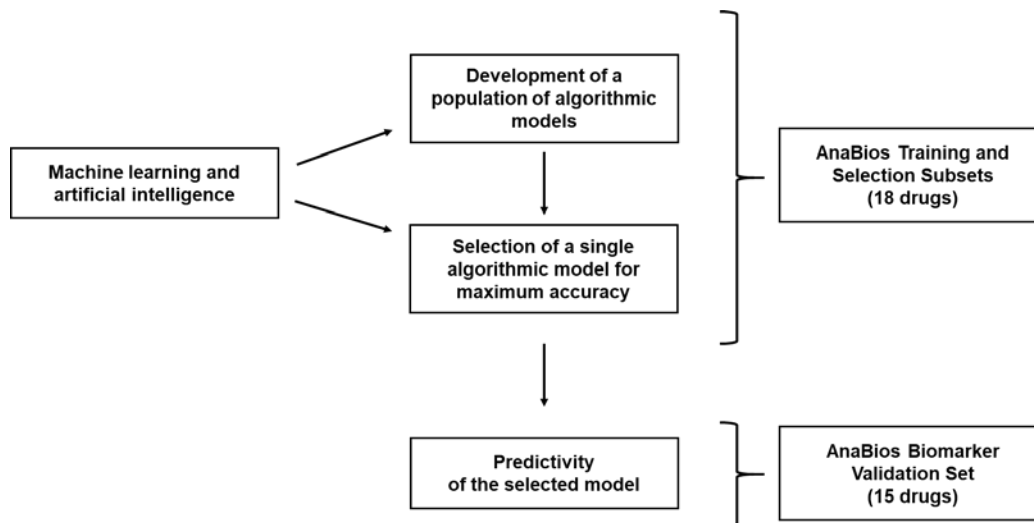 Development of a
population of algorithmic
models
Machine learning and
artificial intelligence
AnaBios Training and
Selection Subsets
(18 drugs)
Selection of a single
algorithmic model for
maximum accuracy
Predictivity
of the selected model
AnaBios Biomarker
Validation Set
(15 drugs)